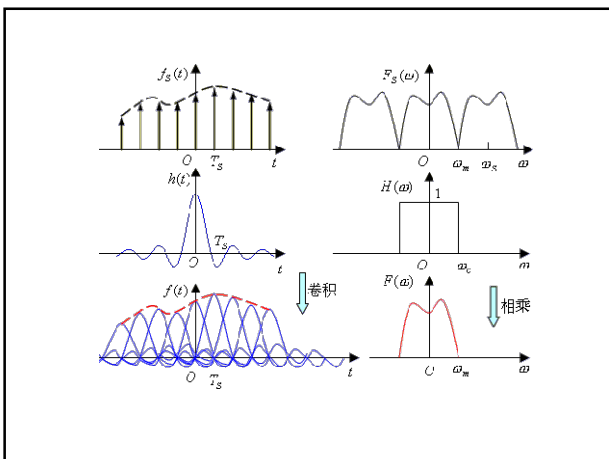 f_S(t)
O T_S t
F_S(ω)
O ω_m ω_S ω
h(t)
T_S
O t
H(ω)
1
O ω_c ω
卷积
相乘
f(t)
O T_S t
F(ω)
O ω_m ω